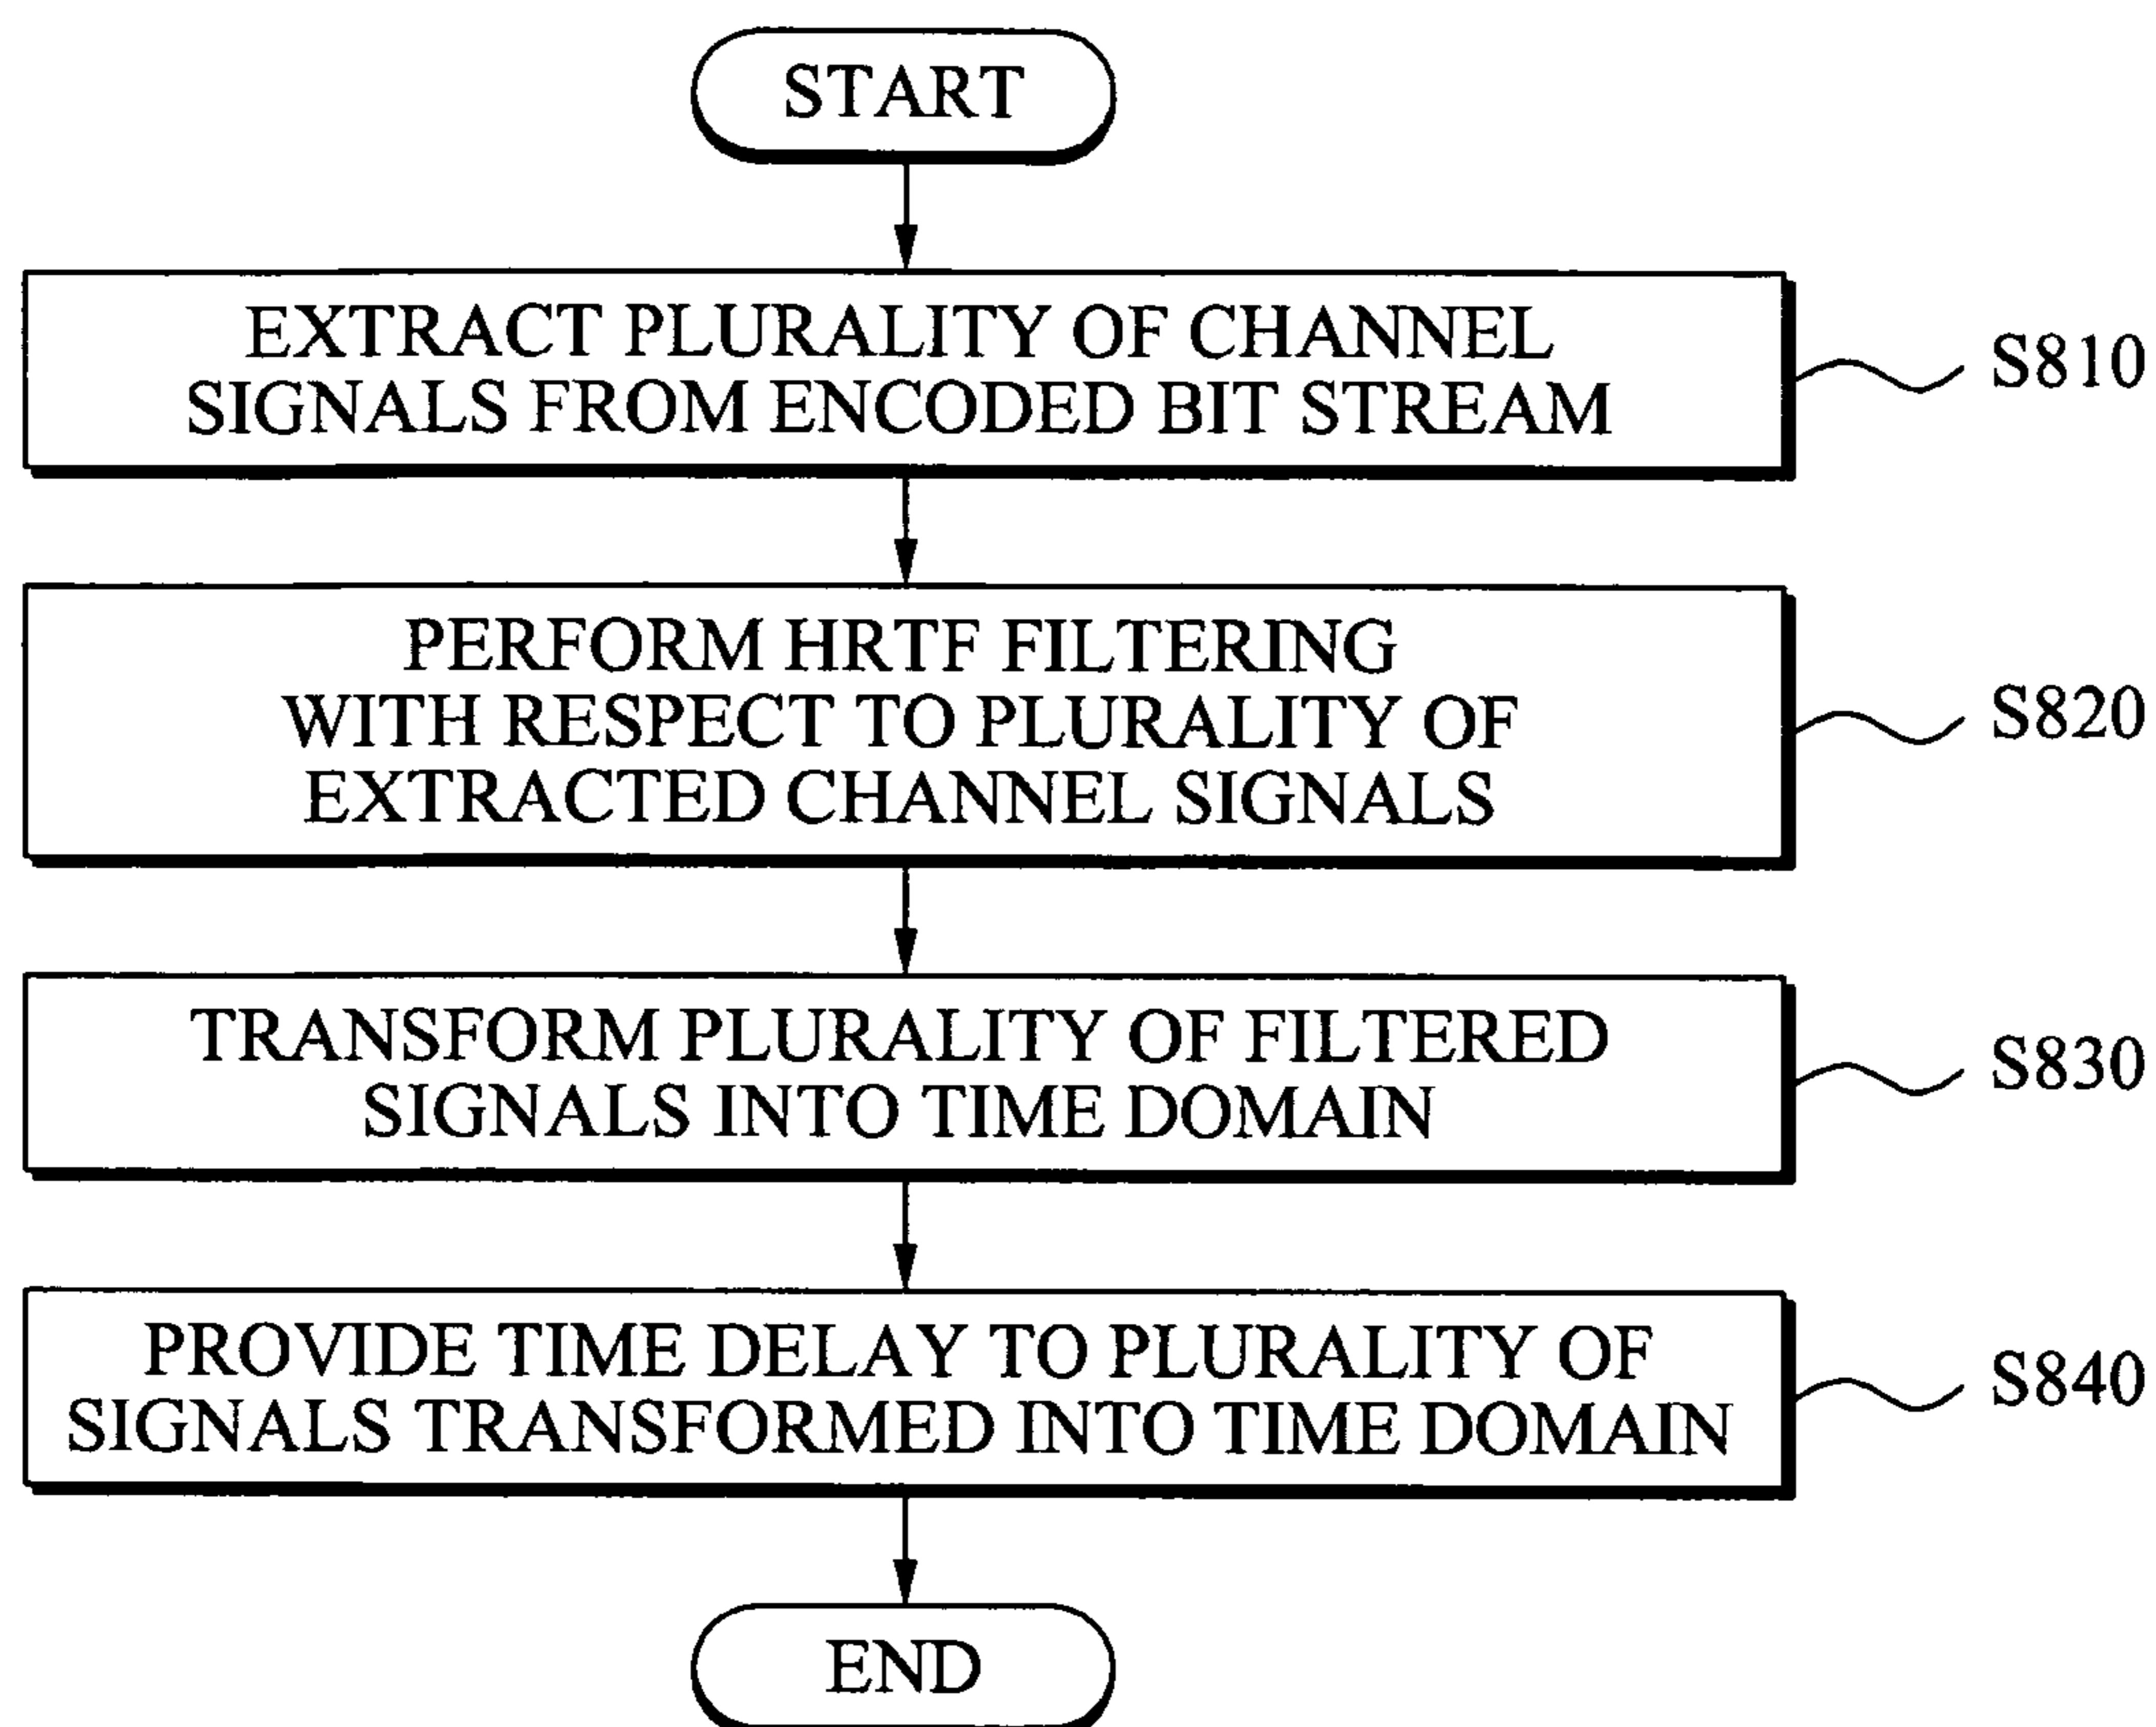 START
EXTRACT PLURALITY OF CHANNEL
SIGNALS FROM ENCODED BIT STREAM
S810
PERFORM HRTF FILTERING
WITH RESPECT TO PLURALITY OF
EXTRACTED CHANNEL SIGNALS
S820
TRANSFORM PLURALITY OF FILTERED
SIGNALS INTO TIME DOMAIN
S830
PROVIDE TIME DELAY TO PLURALITY OF
SIGNALS TRANSFORMED INTO TIME DOMAIN
S840
END